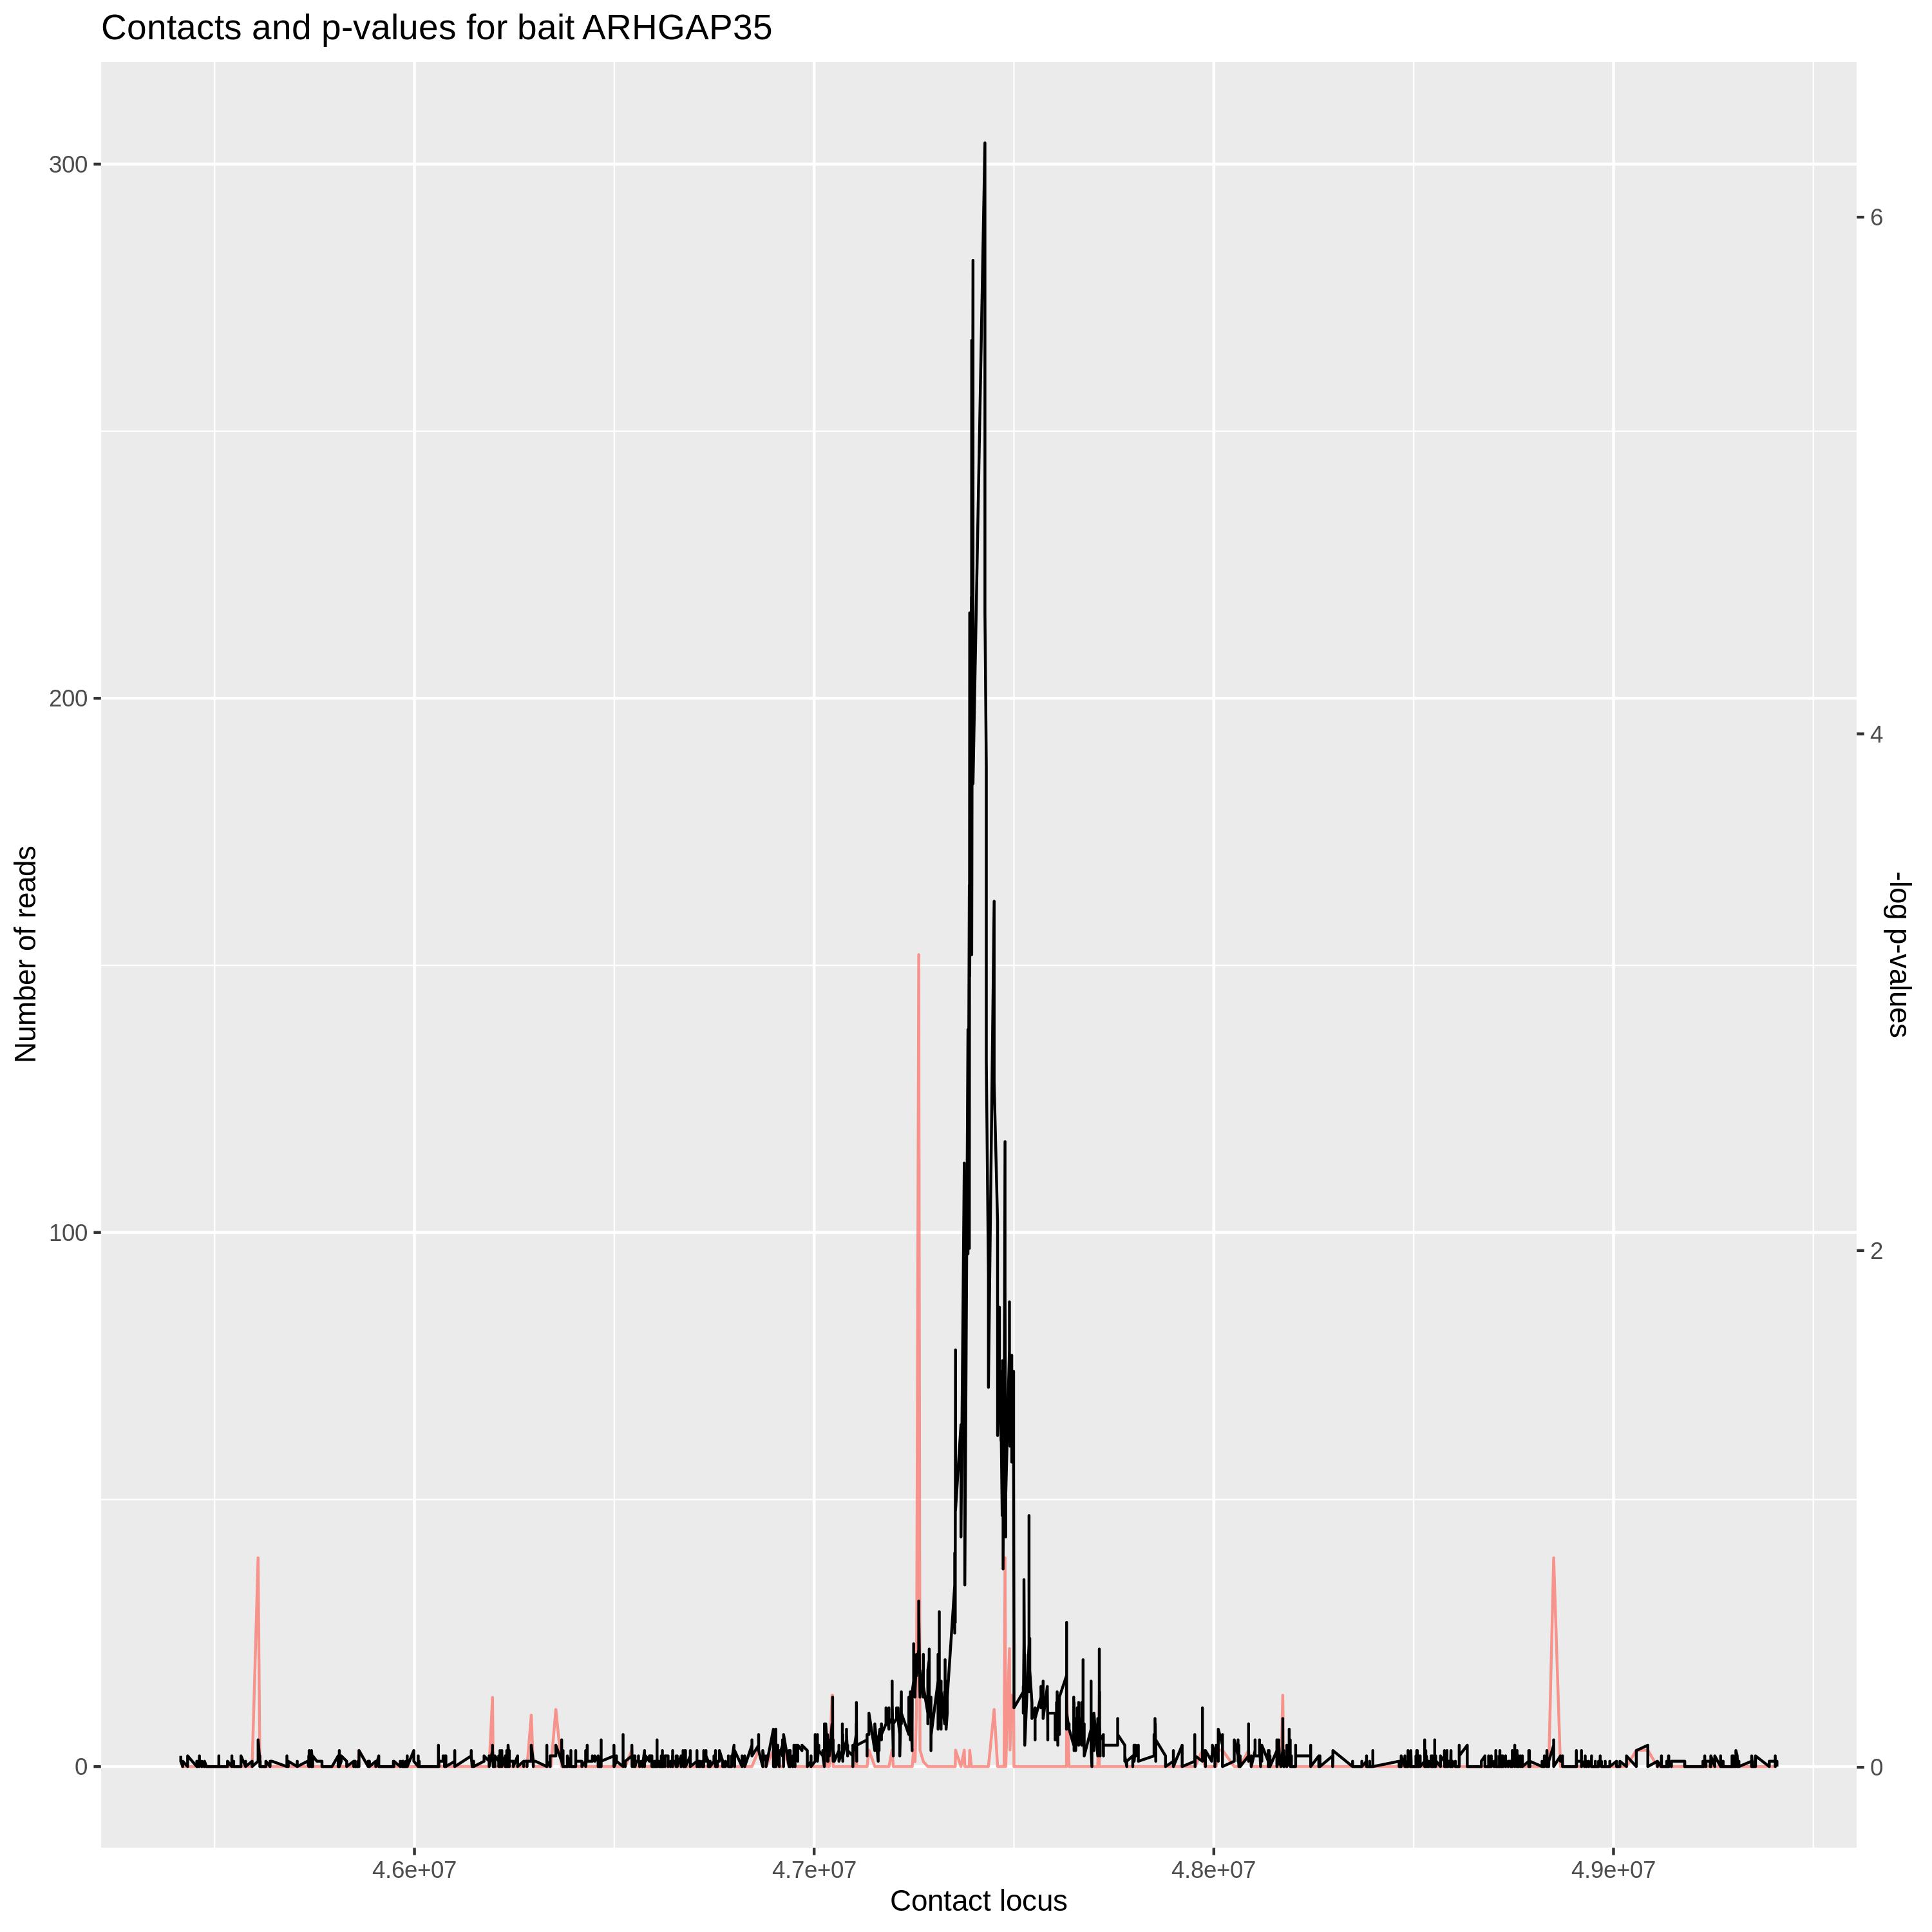 Contacts and p-values for bait ARHGAP35
300
200
100
0
6
4
2
0
Number of reads
-log p-values
4.6e+07 4.7e+07 4.8e+07 4.9e+07
Contact locus